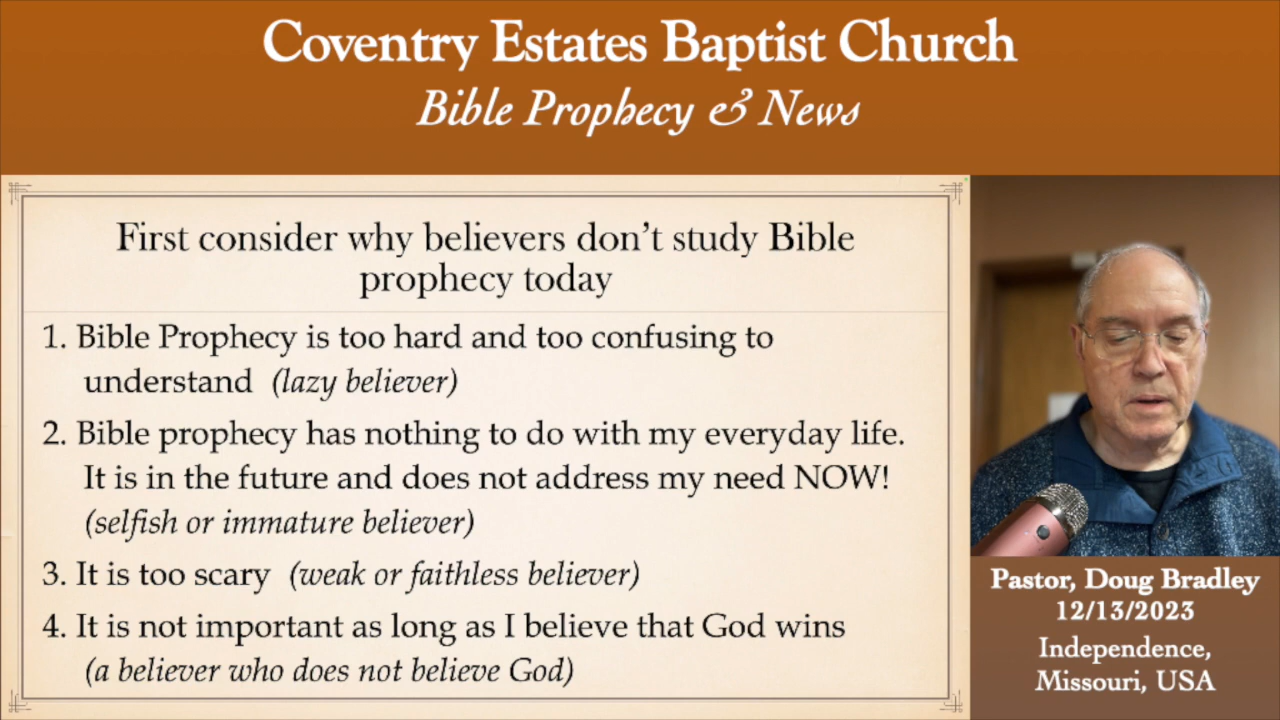 Coventry Estates Baptist Church
Bible Prophecy & News
First consider why believers don't study Bible
prophecy today
1. Bible Prophecy is too hard and too confusing to
understand (lazy believer)
2. Bible prophecy has nothing to do with my everyday life.
It is in the future and does not address my need NOW!
(selfish or immature believer)
3. It is too scary (weak or faithless believer)
4. It is not important as long as I believe that God wins
(a believer who does not believe God)
Pastor, Doug Bradley
12/13/2023
Independence,
Missouri, USA